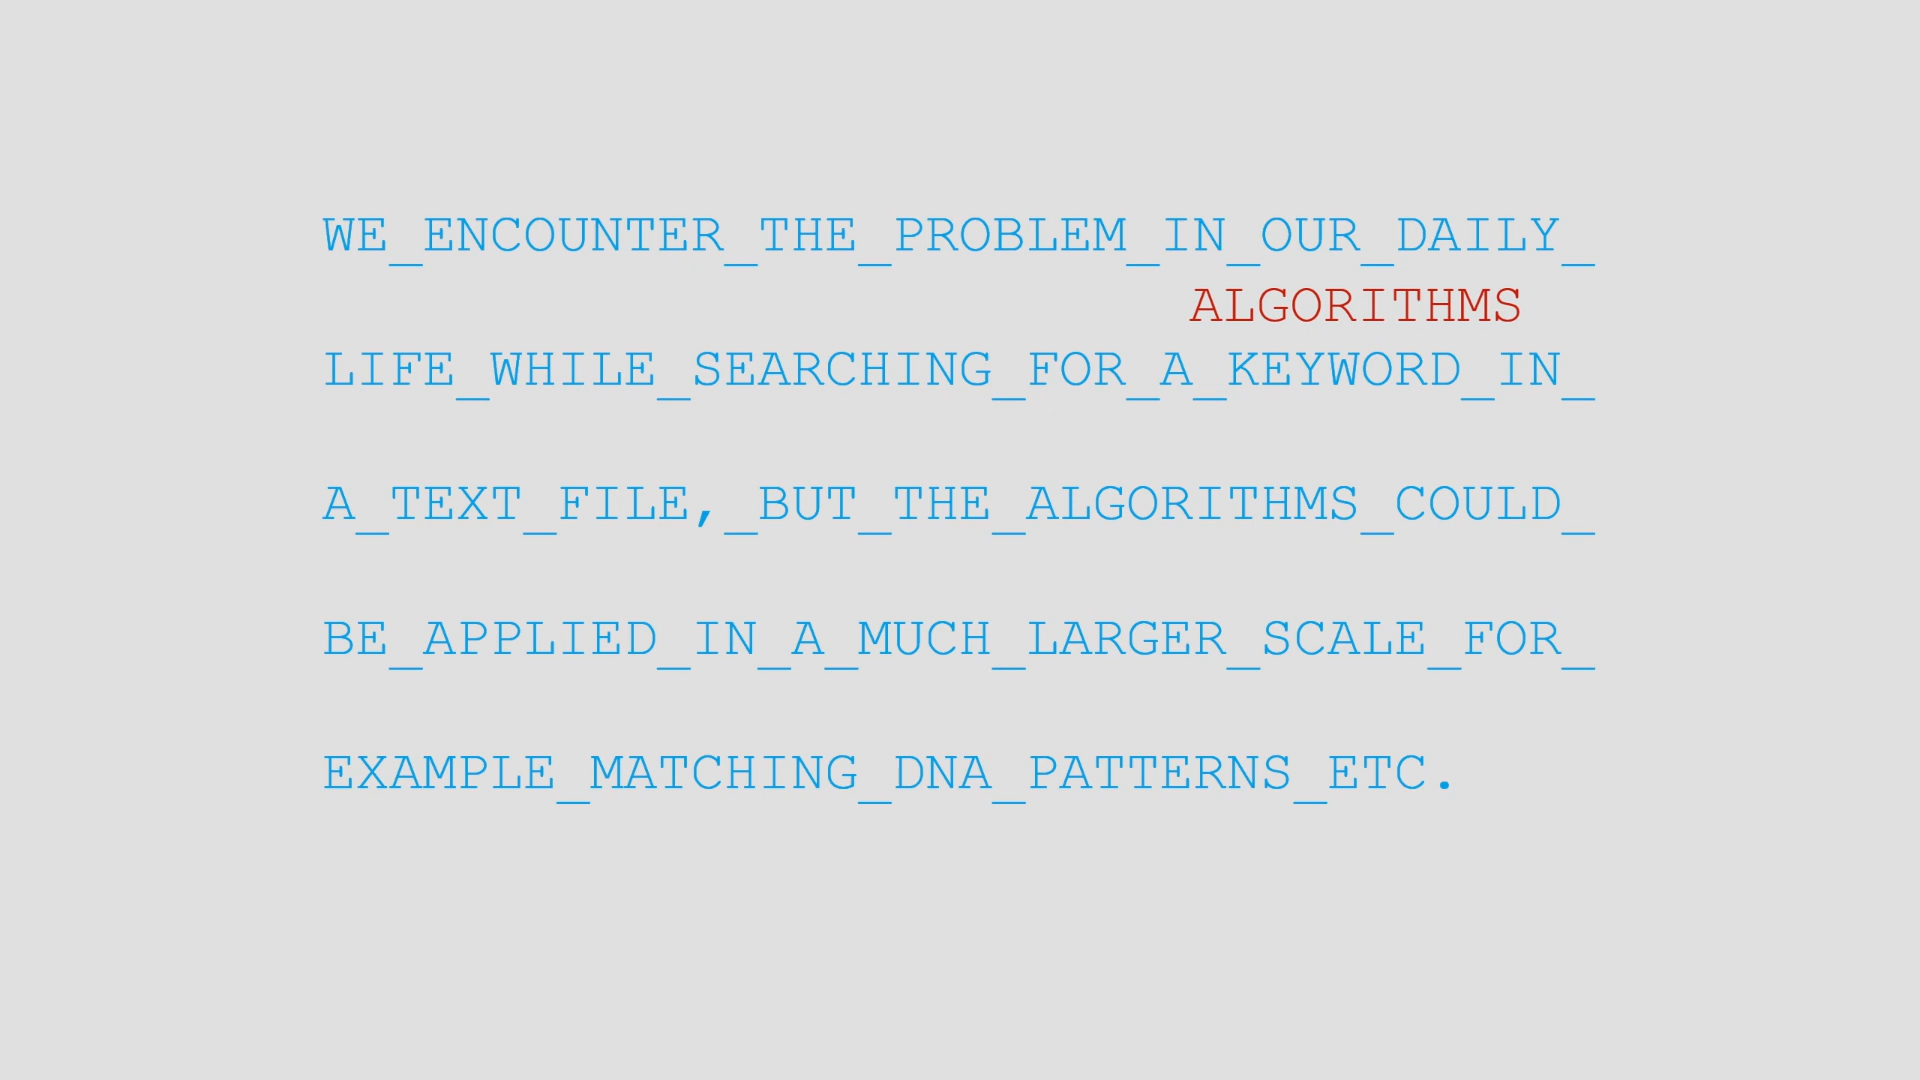 WE_ENCOUNTER_THE_PROBLEM_IN_OUR_DAILY_
ALGORITHMS
LIFE_WHILE_SEARCHING_FOR_A_KEYWORD_IN_
A_TEXT_FILE,_BUT_THE_ALGORITHMS_COULD_
BE_APPLIED_IN_A_MUCH_LARGER_SCALE_FOR_
EXAMPLE_MATCHING_DNA_PATTERNS_ETC.